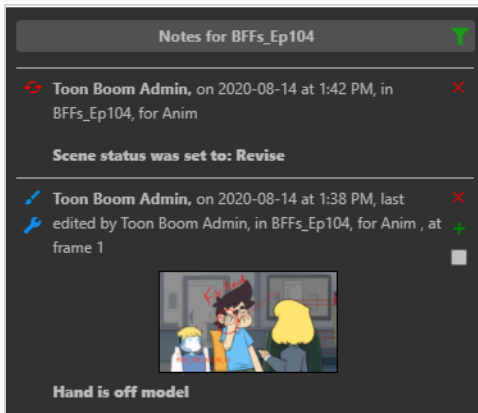 Notes for BFFs_Ep104
Toon Boom Admin, on 2020-08-14 at 1:42 PM, in
BFFs_Ep104, for Anim
Scene status was set to: Revise
Toon Boom Admin, on 2020-08-14 at 1:38 PM, last
edited by Toon Boom Admin, in BFFs_Ep104, for Anim , at
frame 1
Hand is off model